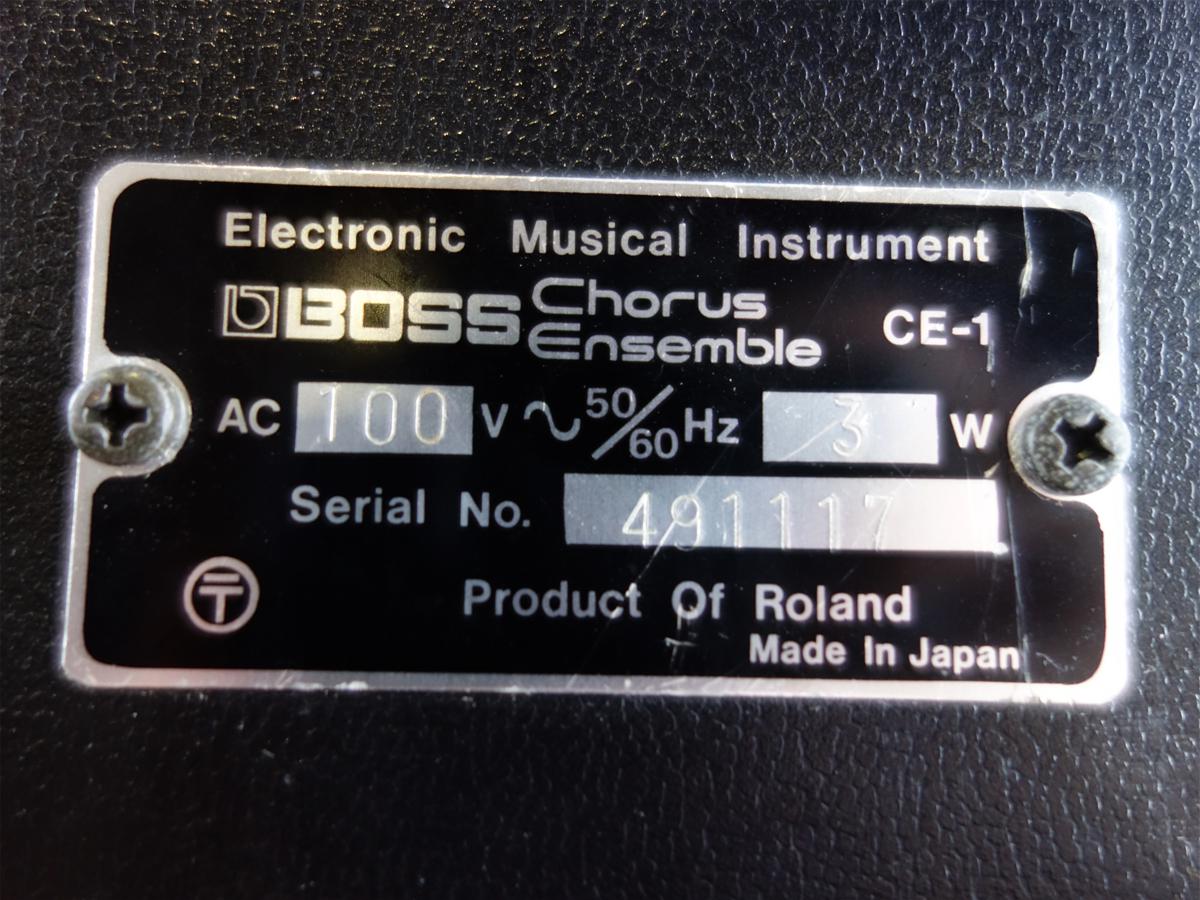 Electronic Musical Instrument
BOSS Chorus Ensemble CE-1
AC 100 V ∿ 50/60 Hz 3 W
Serial No. 491117
〒
Product Of Roland
Made In Japan